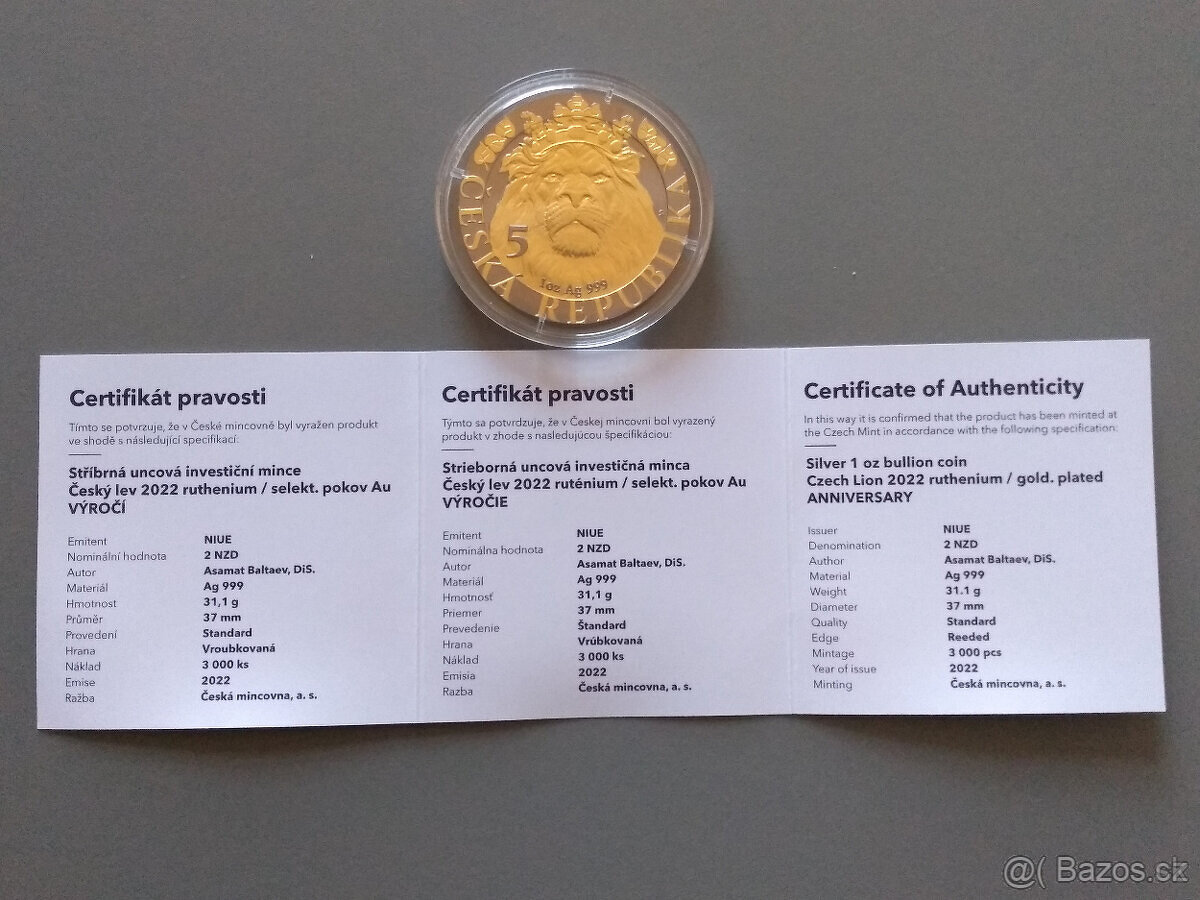 ČESKÁ REPUBLIKA
5
1oz Ag 999
Certifikát pravosti
Tímto se potvrzuje, že v České mincovně byl vyražen produkt
ve shodě s následující specifikací.
Stříbrná uncová investiční mince
Český lev 2022 ruthenium / selekt. pokov Au
VÝROČÍ
Emitent NIUE
Nominální hodnota 2 NZD
Autor Asamat Baltaev, DiS.
Materiál Ag 999
Hmotnost 31,1 g
Průměr 37 mm
Provedení Standard
Hrana Vroubkovaná
Náklad 3 000 ks
Emise 2022
Ražba Česká mincovna, a. s.
Certifikát pravosti
Týmto sa potvrdzuje, že v Českej mincovni bol vyrazený
produkt v zhode s nasledujúcou špecifikáciou:
Strieborná uncová investičná minca
Český lev 2022 ruténium / selekt. pokov Au
VÝROČIE
Emitent NIUE
Nominálna hodnota 2 NZD
Autor Asamat Baltaev, DiS.
Materiál Ag 999
Hmotnosť 31,1 g
Priemer 37 mm
Prevedenie Štandard
Hrana Vrúbkovaná
Náklad 3 000 ks
Emisia 2022
Razba Česká mincovna, a. s.
Certificate of Authenticity
In this way it is confirmed that the product has been minted at
the Czech Mint in accordance with the following specification:
Silver 1 oz bullion coin
Czech Lion 2022 ruthenium / gold. plated
ANNIVERSARY
Issuer NIUE
Denomination 2 NZD
Author Asamat Baltaev, DiS.
Material Ag 999
Weight 31.1 g
Diameter 37 mm
Quality Standard
Edge Reeded
Mintage 3 000 pcs
Year of issue 2022
Minting Česká mincovna, a. s.
@( Bazos.sk